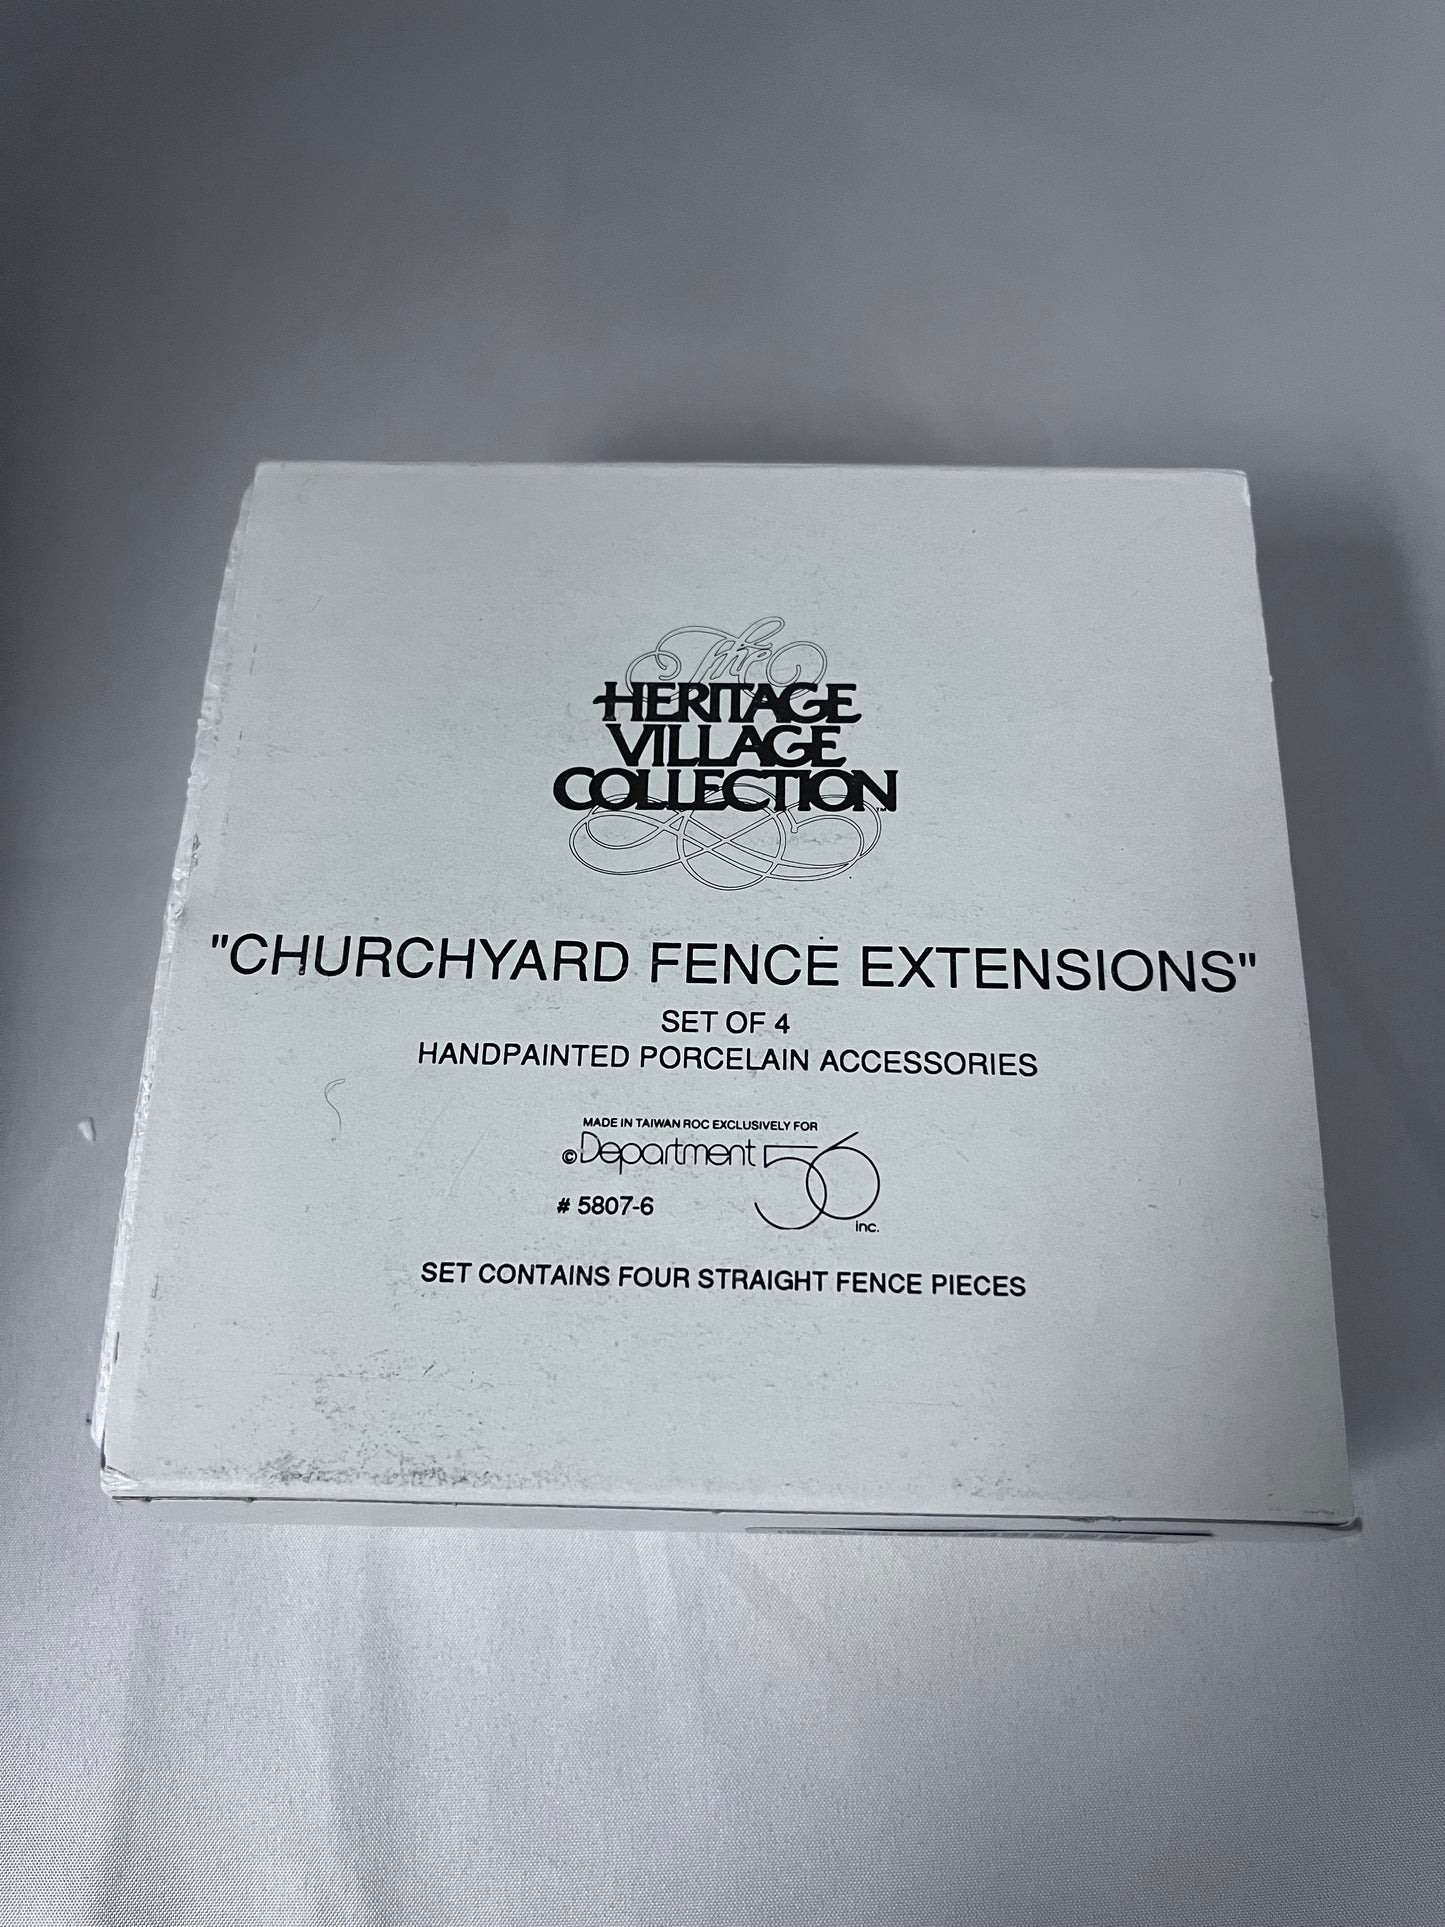 The
HERITAGE
VILLAGE
COLLECTION™
"CHURCHYARD FENCE EXTENSIONS"
SET OF 4
HANDPAINTED PORCELAIN ACCESSORIES
MADE IN TAIWAN ROC EXCLUSIVELY FOR
©Department 56
# 5807-6
inc.
SET CONTAINS FOUR STRAIGHT FENCE PIECES